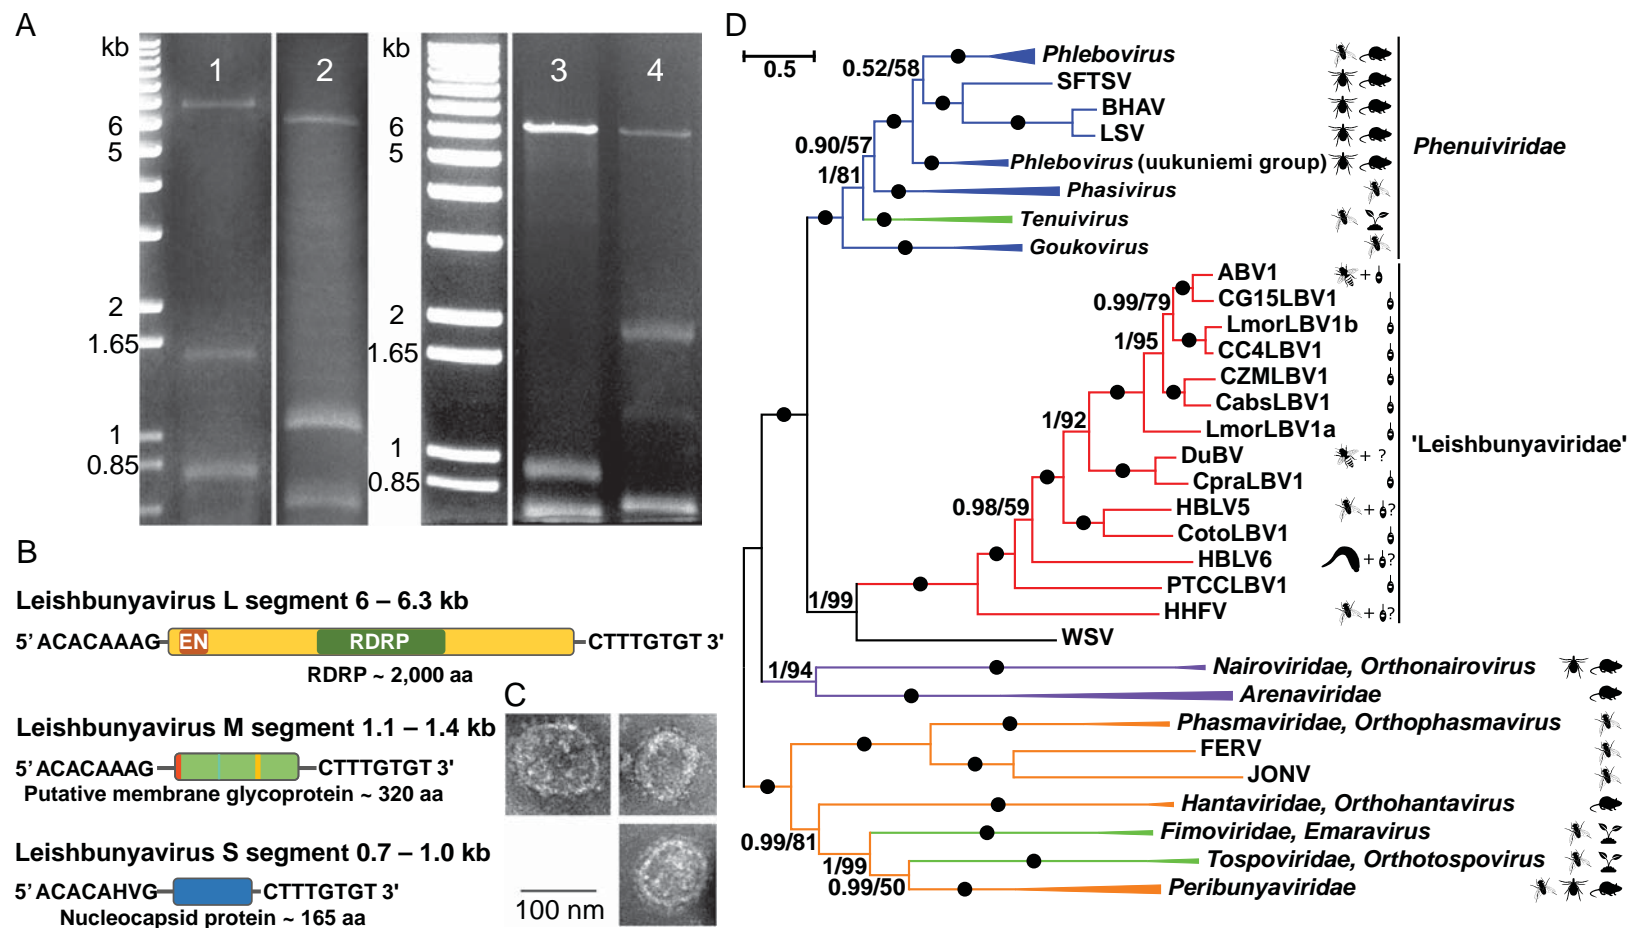 A
kb
1
2
6
5
2
1.65
1
0.85
kb
3
4
6
5
2
1.65
1
0.85
B
Leishbunyavirus L segment 6 – 6.3 kb
5' ACACAAAG
EN
RDRP
CTTTGTGT 3'
RDRP ~ 2,000 aa
Leishbunyavirus M segment 1.1 – 1.4 kb
5' ACACAAAG
CTTTGTGT 3'
Putative membrane glycoprotein ~ 320 aa
Leishbunyavirus S segment 0.7 – 1.0 kb
5' ACACAHVG
CTTTGTGT 3'
Nucleocapsid protein ~ 165 aa
C
100 nm
D
0.5
0.52/58
Phlebovirus
SFTSV
BHAV
LSV
0.90/57
Phlebovirus (uukuniemi group)
1/81
Phasivirus
Tenuivirus
Goukovirus
Phenuiviridae
ABV1
+
0.99/79
CG15LBV1
LmorLBV1b
1/95
CC4LBV1
CZMLBV1
CabsLBV1
1/92
LmorLBV1a
'Leishbunyaviridae'
DuBV
+ ?
CpraLBV1
0.98/59
HBLV5
+ ?
CotoLBV1
HBLV6
+ ?
PTCCLBV1
1/99
HHFV
+ ?
WSV
1/94
Nairoviridae, Orthonairovirus
Arenaviridae
Phasmaviridae, Orthophasmavirus
FERV
JONV
Hantaviridae, Orthohantavirus
0.99/81
Fimoviridae, Emaravirus
1/99
Tospoviridae, Orthotospovirus
0.99/50
Peribunyaviridae